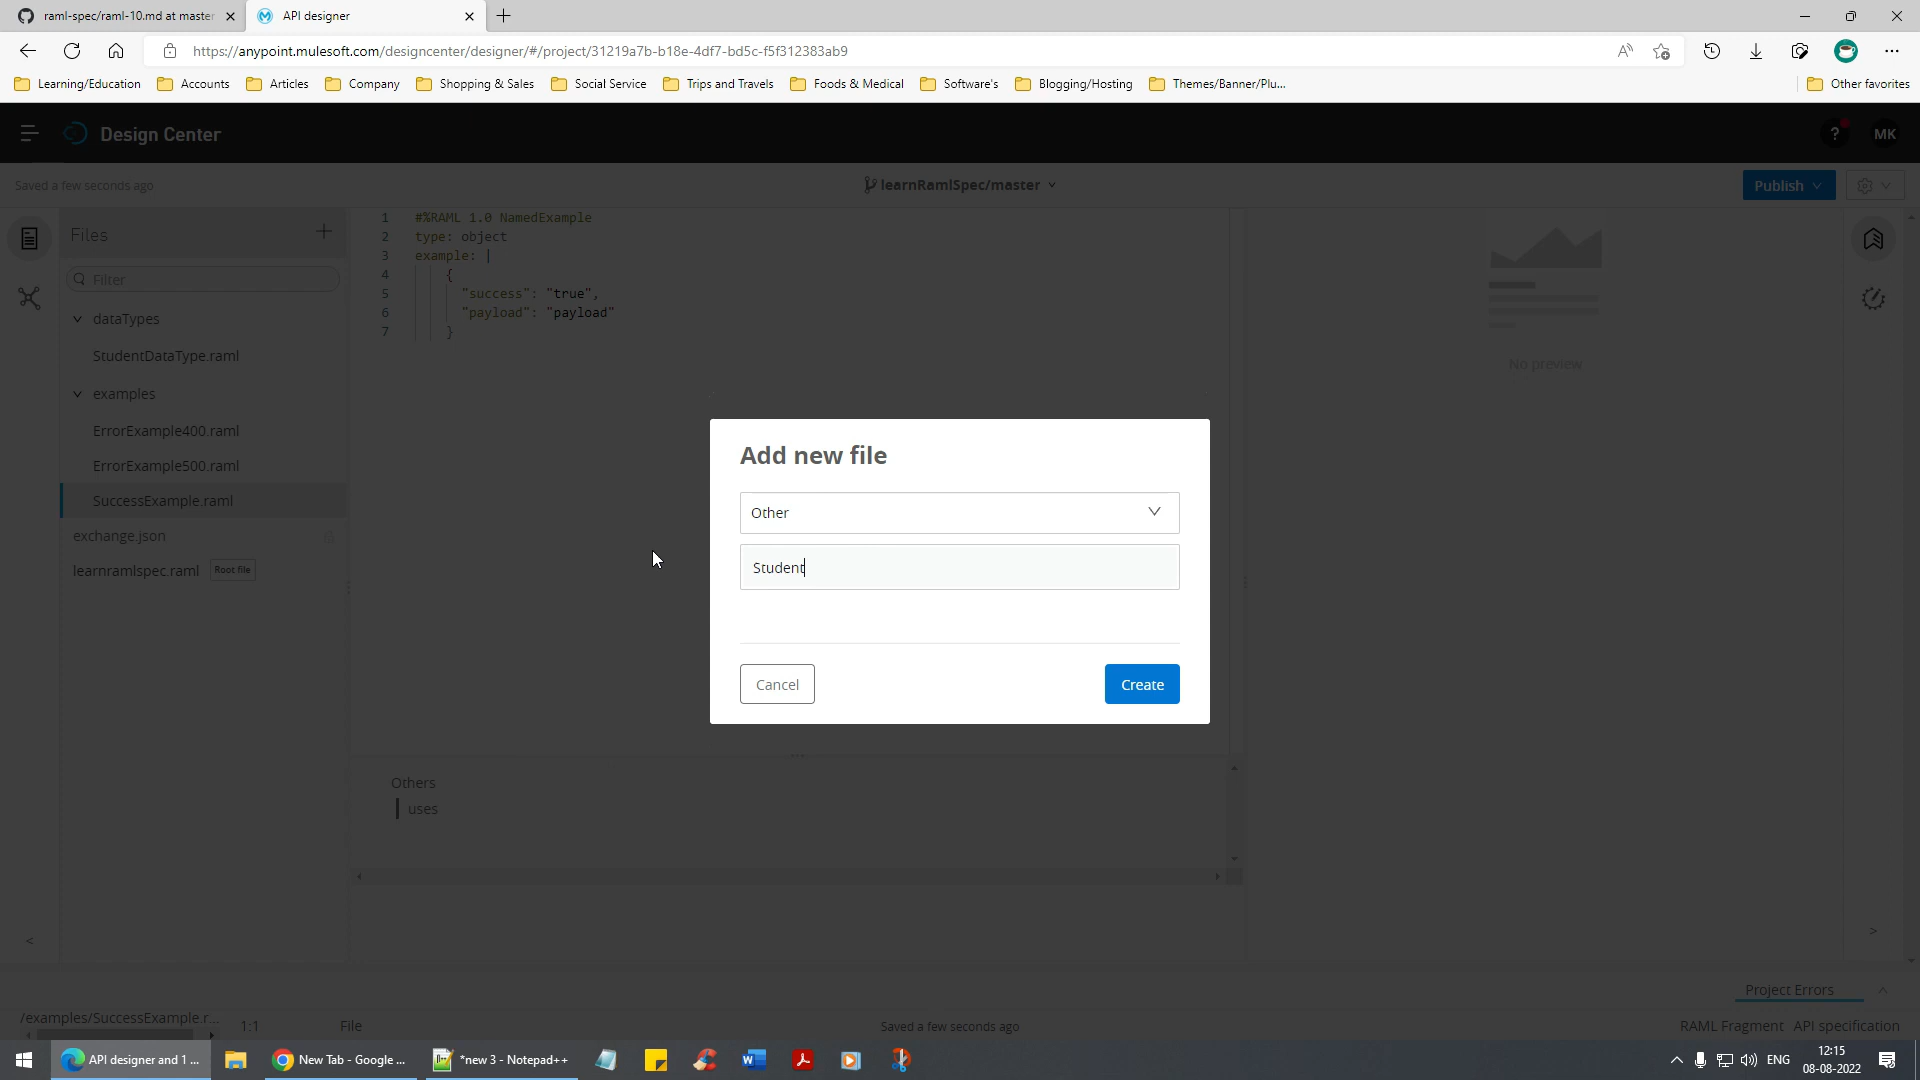 raml-spec/raml-10.md at master
API designer
https://anypoint.mulesoft.com/designcenter/designer/#/project/31219a7b-b18e-4df7-bd5c-f5f312383ab9
Learning/Education
Accounts
Articles
Company
Shopping & Sales
Social Service
Trips and Travels
Foods & Medical
Software's
Blogging/Hosting
Themes/Banner/Plu...
Other favorites
Design Center
?
MK
Saved a few seconds ago
learnRamlSpec/master
Publish
Files
Filter
dataTypes
StudentDataType.raml
examples
ErrorExample400.raml
ErrorExample500.raml
SuccessExample.raml
exchange.json
learnramlspec.raml Root file
1 #%RAML 1.0 NamedExample
2 type: object
3 example: |
4 {
5 "success": "true",
6 "payload": "payload"
7 }
No preview
Add new file
Other
Student
Cancel
Create
Others
uses
Project Errors
/examples/SuccessExample.r...
1:1
File
Saved a few seconds ago
RAML Fragment API specification
API designer and 1 ...
New Tab - Google ...
*new 3 - Notepad++
ENG
12:15
08-08-2022